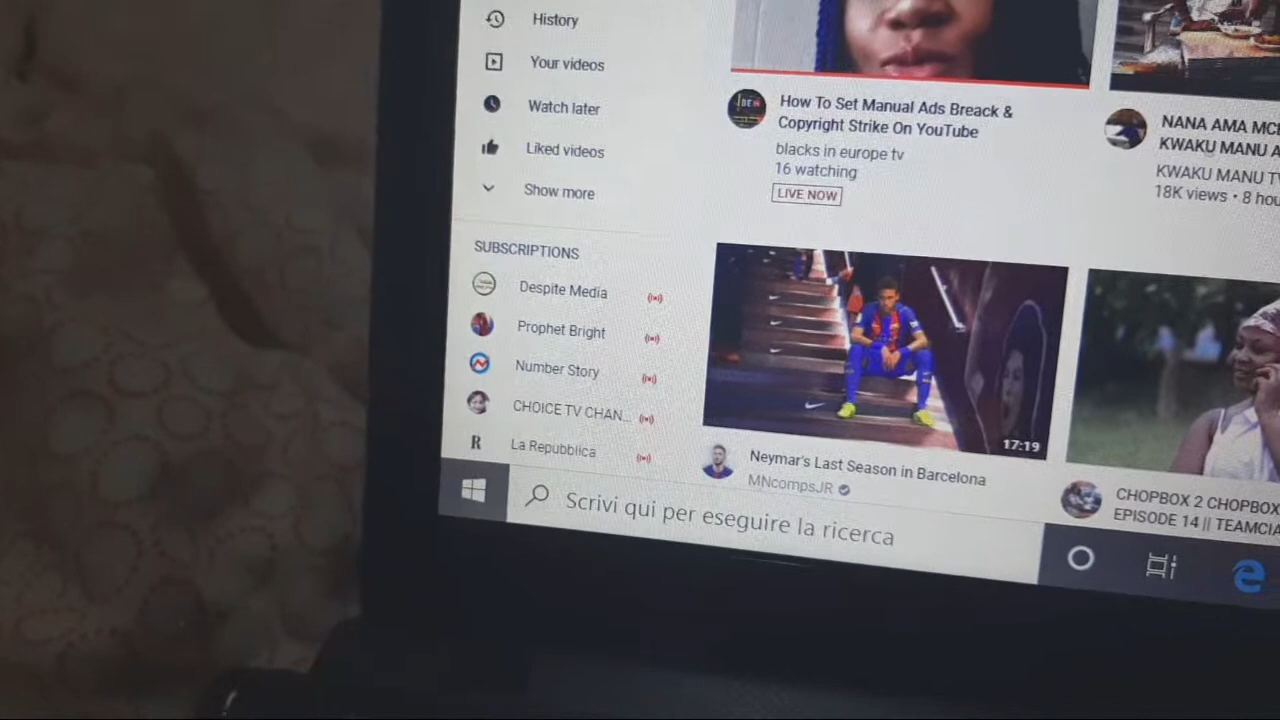 History
Your videos
Watch later
Liked videos
Show more
SUBSCRIPTIONS
Despite Media
Prophet Bright
Number Story
CHOICE TV CHAN...
R La Repubblica
How To Set Manual Ads Breack &
Copyright Strike On YouTube
blacks in europe tv
16 watching
LIVE NOW
NANA AMA
KWAKU MANU
KWAKU MANU
18K views • 8
17:19
Neymar's Last Season in Barcelona
MNcompsJR
CHOPBOX 2 CHOPBOX
EPISODE 14 ||
Scrivi qui per eseguire la ricerca